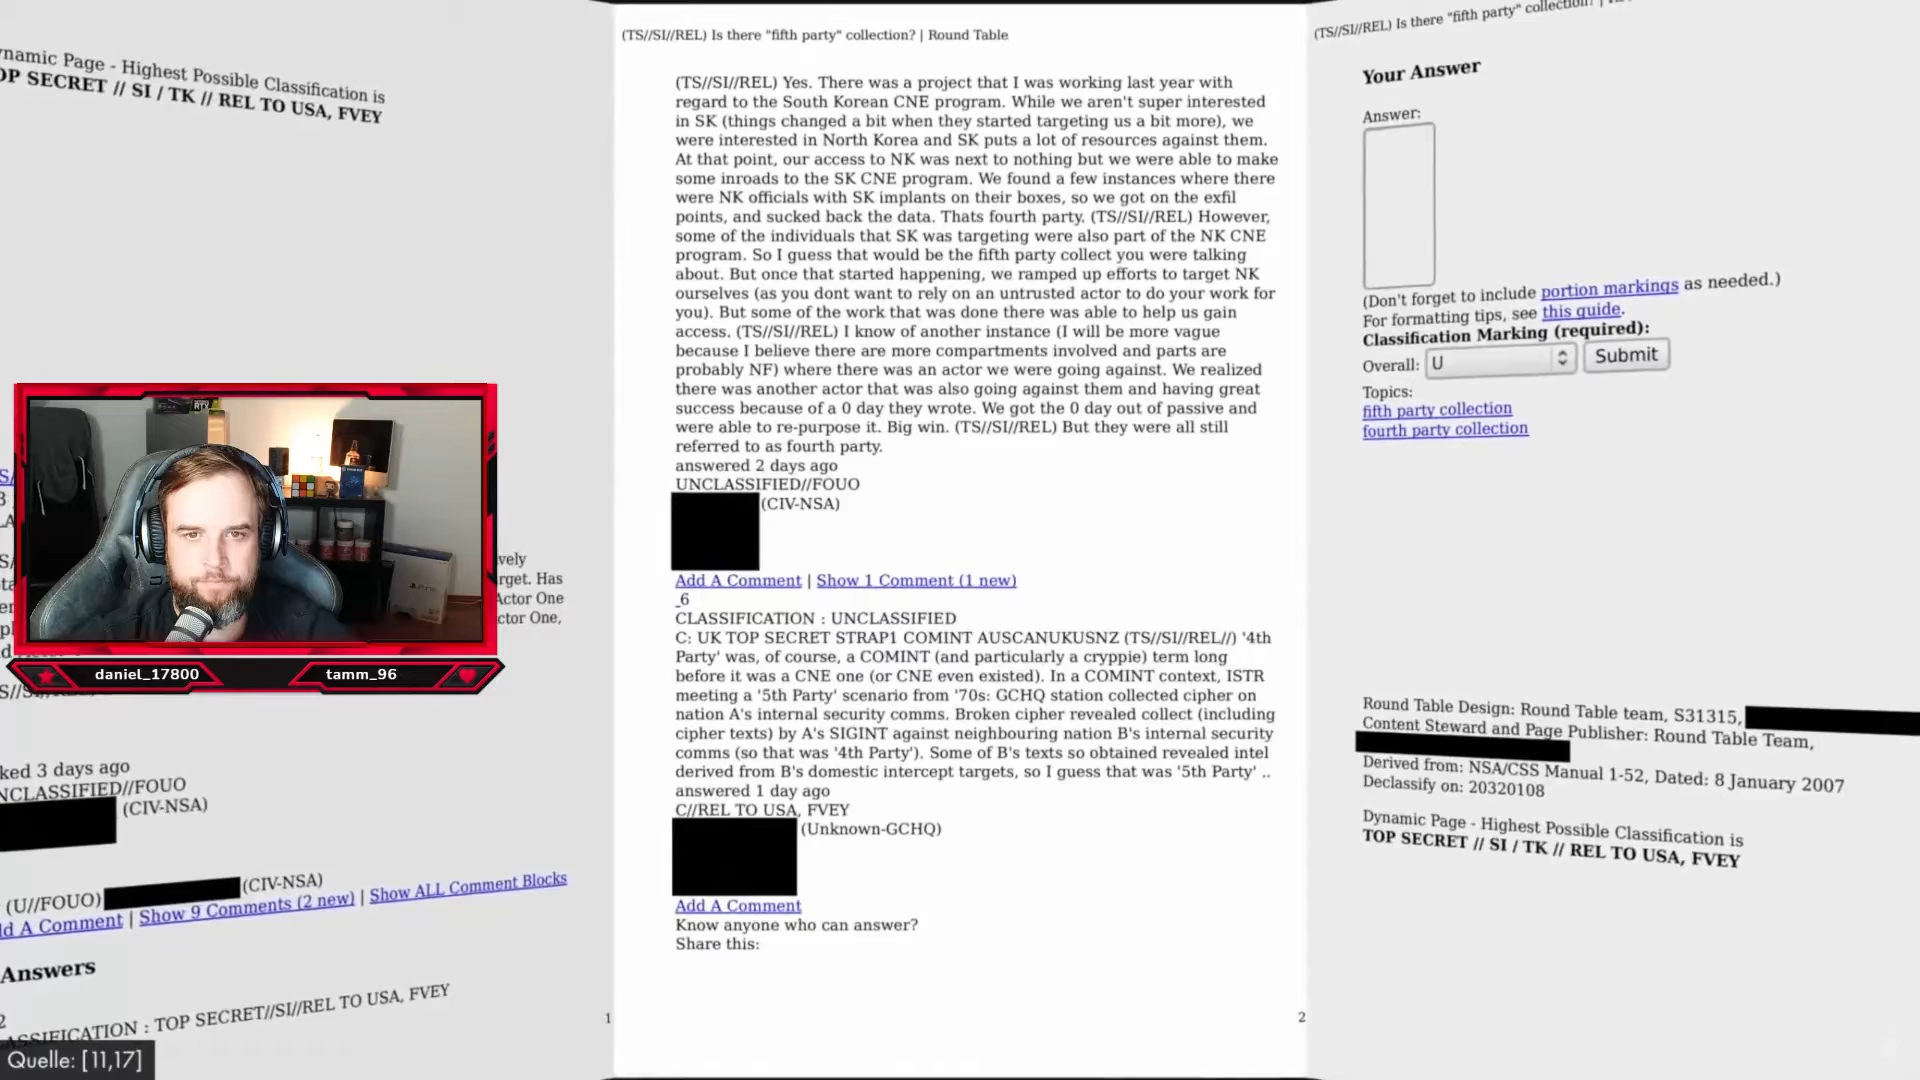 ynamic Page - Highest Possible Classification is
OP SECRET // SI / TK // REL TO USA, FVEY
vely
rget. Has
Actor One
ctor One,
daniel_17800
tamm_96
ked 3 days ago
NCLASSIFIED//FOUO
(CIV-NSA)
(U//FOUO) (CIV-NSA)
dd A Comment | Show 9 Comments (2 new) | Show ALL Comment Blocks
Answers
2
ASSIFICATION : TOP SECRET//SI//REL TO USA, FVEY
Quelle: [11,17]
1
(TS//SI//REL) Is there "fifth party" collection? | Round Table
(TS//SI//REL) Yes. There was a project that I was working last year with
regard to the South Korean CNE program. While we aren't super interested
in SK (things changed a bit when they started targeting us a bit more), we
were interested in North Korea and SK puts a lot of resources against them.
At that point, our access to NK was next to nothing but we were able to make
some inroads to the SK CNE program. We found a few instances where there
were NK officials with SK implants on their boxes, so we got on the exfil
points, and sucked back the data. Thats fourth party. (TS//SI//REL) However,
some of the individuals that SK was targeting were also part of the NK CNE
program. So I guess that would be the fifth party collect you were talking
about. But once that started happening, we ramped up efforts to target NK
ourselves (as you dont want to rely on an untrusted actor to do your work for
you). But some of the work that was done there was able to help us gain
access. (TS//SI//REL) I know of another instance (I will be more vague
because I believe there are more compartments involved and parts are
probably NF) where there was an actor we were going against. We realized
there was another actor that was also going against them and having great
success because of a 0 day they wrote. We got the 0 day out of passive and
were able to re-purpose it. Big win. (TS//SI//REL) But they were all still
referred to as fourth party.
answered 2 days ago
UNCLASSIFIED//FOUO
(CIV-NSA)
Add A Comment | Show 1 Comment (1 new)
_6
CLASSIFICATION : UNCLASSIFIED
C: UK TOP SECRET STRAP1 COMINT AUSCANUKUSNZ (TS//SI//REL//) '4th
Party' was, of course, a COMINT (and particularly a cryppie) term long
before it was a CNE one (or CNE even existed). In a COMINT context, ISTR
meeting a '5th Party' scenario from '70s: GCHQ station collected cipher on
nation A's internal security comms. Broken cipher revealed collect (including
cipher texts) by A's SIGINT against neighbouring nation B's internal security
comms (so that was '4th Party'). Some of B's texts so obtained revealed intel
derived from B's domestic intercept targets, so I guess that was '5th Party' ..
answered 1 day ago
C//REL TO USA, FVEY
(Unknown-GCHQ)
Add A Comment
Know anyone who can answer?
Share this:
2
(TS//SI//REL) Is there "fifth party" collection? |
Your Answer
Answer:
(Don't forget to include portion markings as needed.)
For formatting tips, see this guide.
Classification Marking (required):
Overall: U Submit
Topics:
fifth party collection
fourth party collection
Round Table Design: Round Table team, S31315,
Content Steward and Page Publisher: Round Table Team,
Derived from: NSA/CSS Manual 1-52, Dated: 8 January 2007
Declassify on: 20320108
Dynamic Page - Highest Possible Classification is
TOP SECRET // SI / TK // REL TO USA, FVEY